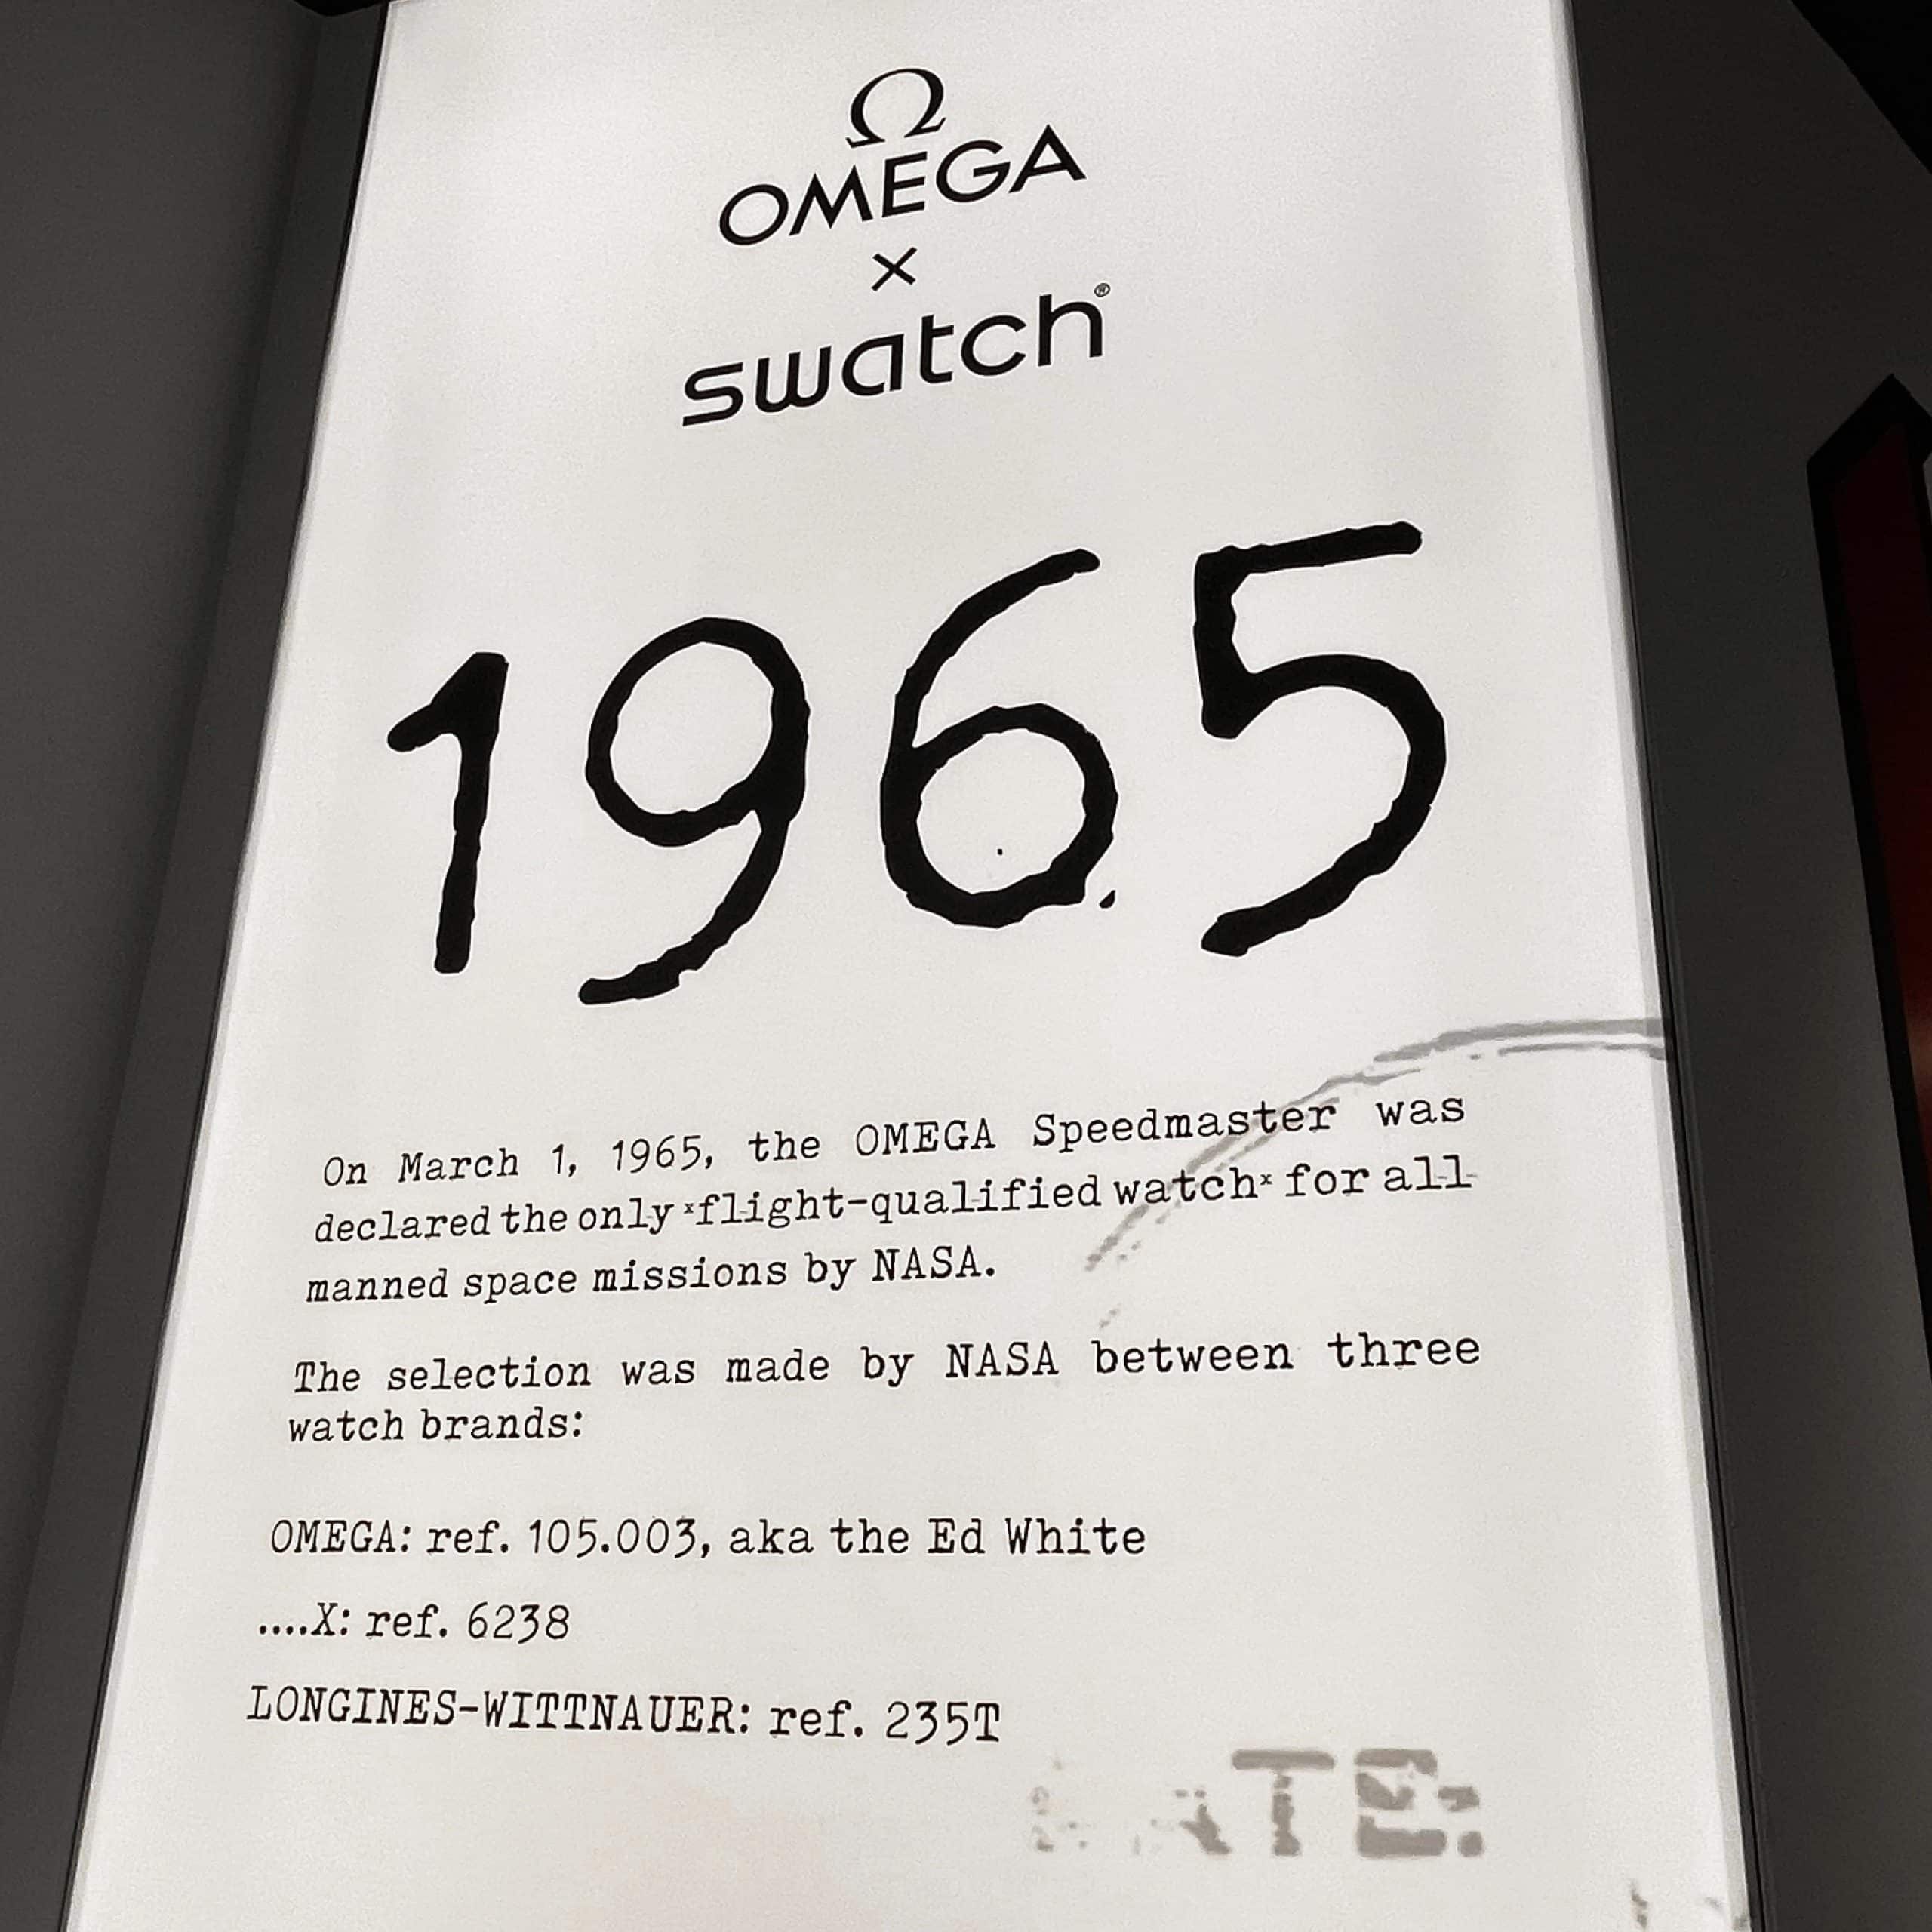 Ω
OMEGA
×
swatch®
1965
On March 1, 1965, the OMEGA Speedmaster was
declared the only ˣflight-qualified watchˣ for all
manned space missions by NASA.
The selection was made by NASA between three
watch brands:
OMEGA: ref. 105.003, aka the Ed White
....X: ref. 6238
LONGINES-WITTNAUER: ref. 235T